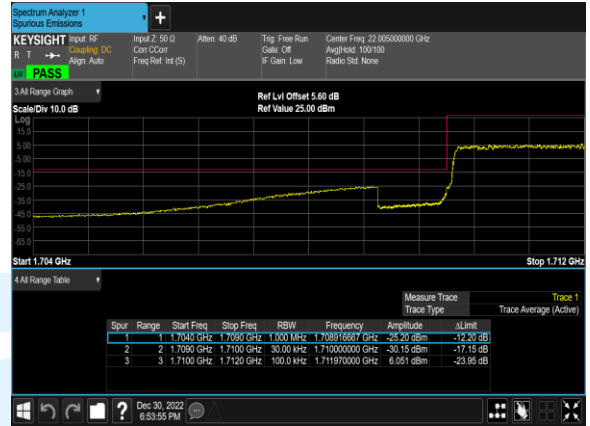 Spectrum Analyzer 1
Spurious Emissions
+
KEYSIGHT Input: RF Input Z: 50 Ω Atten: 40 dB Trig: Free Run Center Freq: 22.005000000 GHz
R T Coupling: DC Corr CCorr Gate: Off Avg|Hold: 100/100
Align: Auto Freq Ref: Int (S) IF Gain: Low Radio Std: None
PASS
3 All Range Graph
Ref Lvl Offset 5.60 dB
Scale/Div 10.0 dB Ref Value 25.00 dBm
Log
15.0
5.00
-5.00
-15.0
-25.0
-35.0
-45.0
-55.0
-65.0
Start 1.704 GHz Stop 1.712 GHz
4 All Range Table
Measure Trace Trace 1
Trace Type Trace Average (Active)
Spur Range Start Freq Stop Freq RBW Frequency Amplitude ΔLimit
1 1 1.7040 GHz 1.7090 GHz 1.000 MHz 1.708916667 GHz -25.20 dBm -12.20 dB
2 2 1.7090 GHz 1.7100 GHz 30.00 kHz 1.710000000 GHz -30.15 dBm -17.15 dB
3 3 1.7100 GHz 1.7120 GHz 100.0 kHz 1.711970000 GHz 6.051 dBm -23.95 dB
? Dec 30, 2022
6:53:55 PM